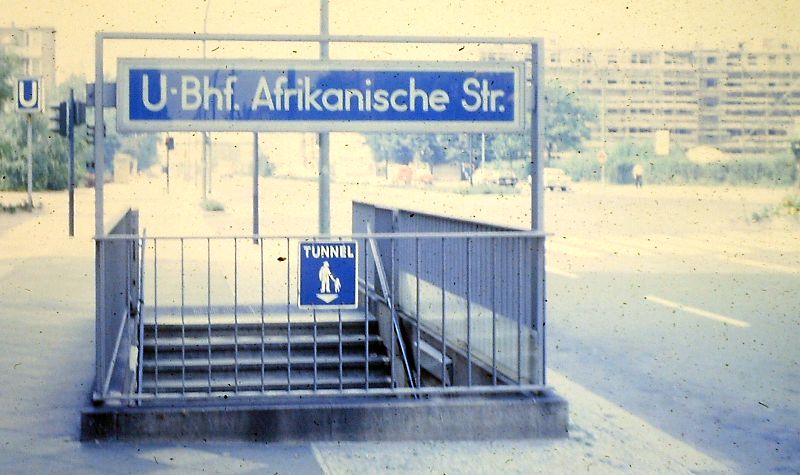 U
U-Bhf. Afrikanische Str.
TUNNEL